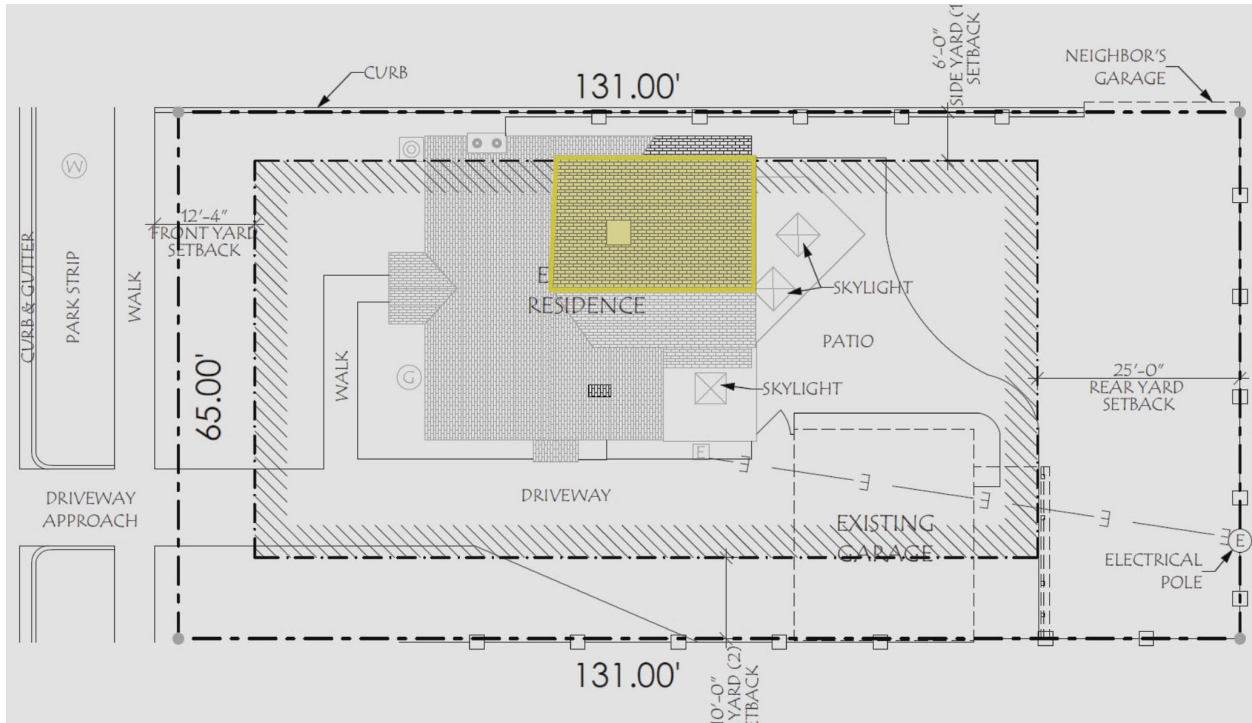 CURB
131.00'
6'-0"
SIDE YARD (1
SETBACK
NEIGHBOR'S
GARAGE
W
12'-4"
FRONT YARD
SETBACK
CURB & GUTTER
PARK STRIP
WALK
65.00'
WALK
G
E
RESIDENCE
SKYLIGHT
PATIO
SKYLIGHT
25'-0"
REAR YARD
SETBACK
E
E
E
E
E
E
DRIVEWAY
APPROACH
DRIVEWAY
EXISTING
GARAGE
E
ELECTRICAL
POLE
131.00'
10'-0"
YARD (2)
ETBACK